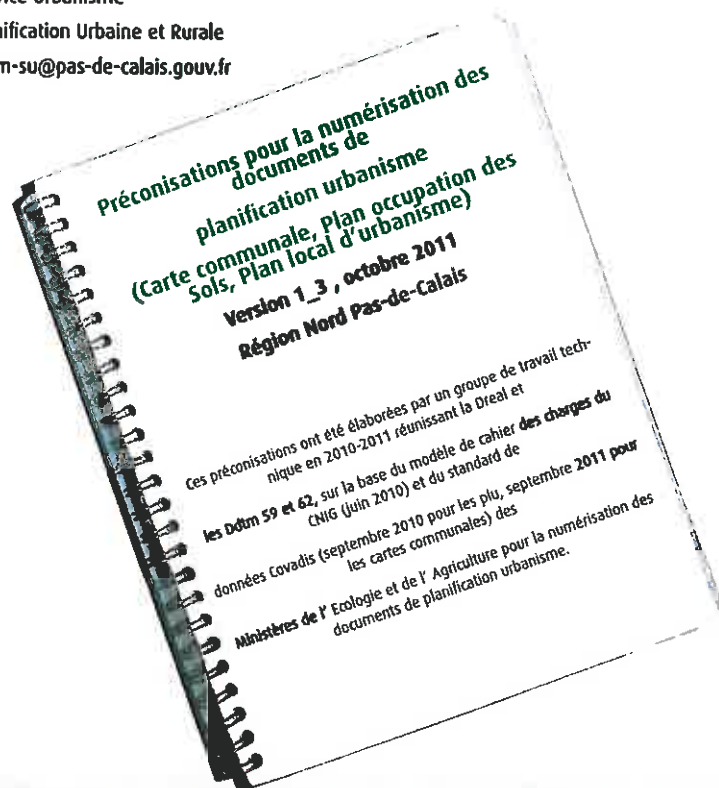 Urbanisme
Urbaine et Rurale
@pas-de-calais.gouv.fr
Préconisations pour la numérisation des
documents de
planification urbanisme
(Carte communale, Plan occupation des
Sols, Plan local d'urbanisme)
Version 1_3 , octobre 2011
Région Nord Pas-de-Calais
Ces préconisations ont été élaborées par un groupe de travail tech-
nique en 2010-2011 réunissant la Dreal et
les Ddtm 59 et 62, sur la base du modèle de cahier des charges du
CNIG (juin 2010) et du standard de
données Covadis (septembre 2010 pour les plu, septembre 2011 pour
les cartes communales) des
Ministères de l' Ecologie et de l' Agriculture pour la numérisation des
documents de planification urbanisme.